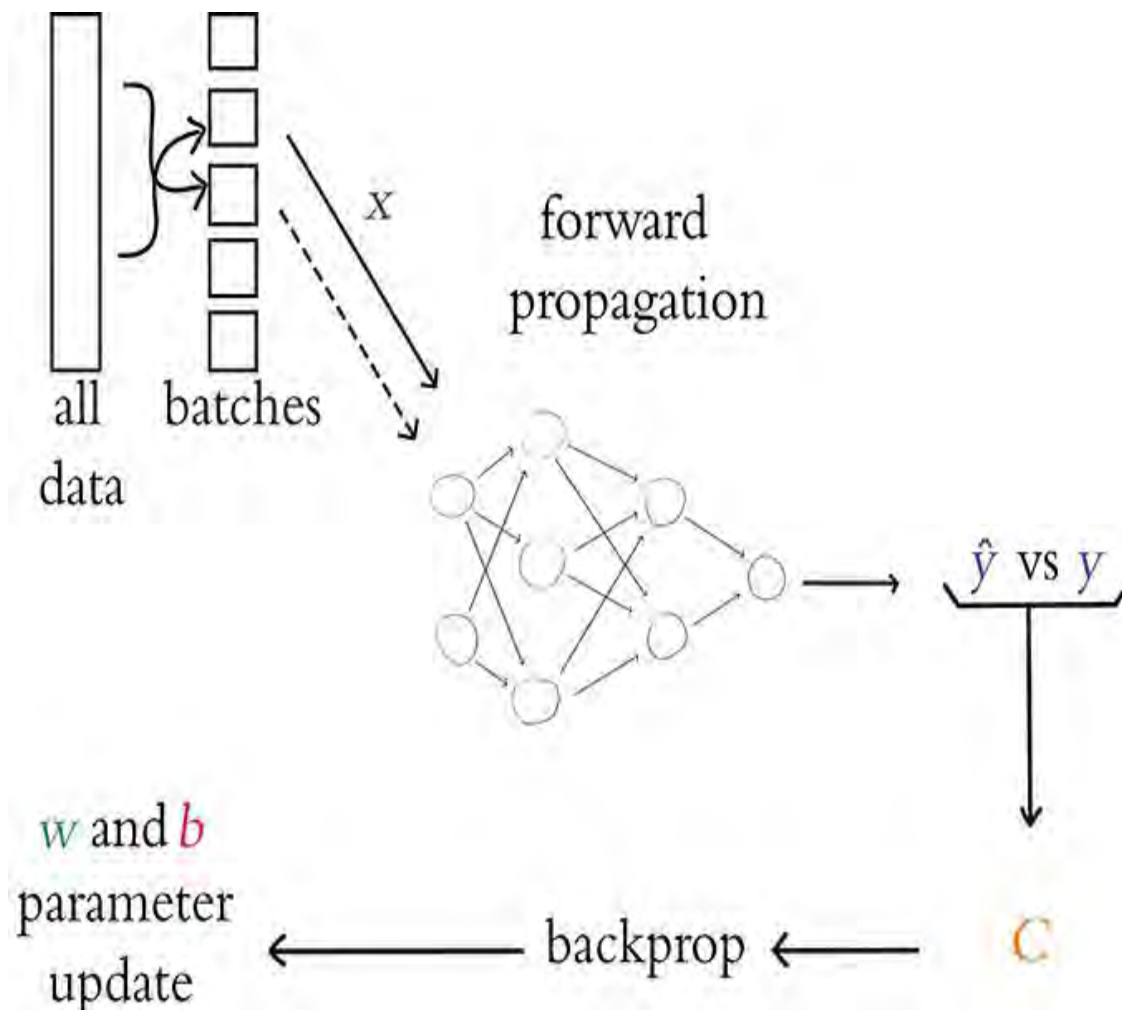 x
forward
propagation
all
data
batches
ŷ vs y
w and b
parameter
update
backprop
C